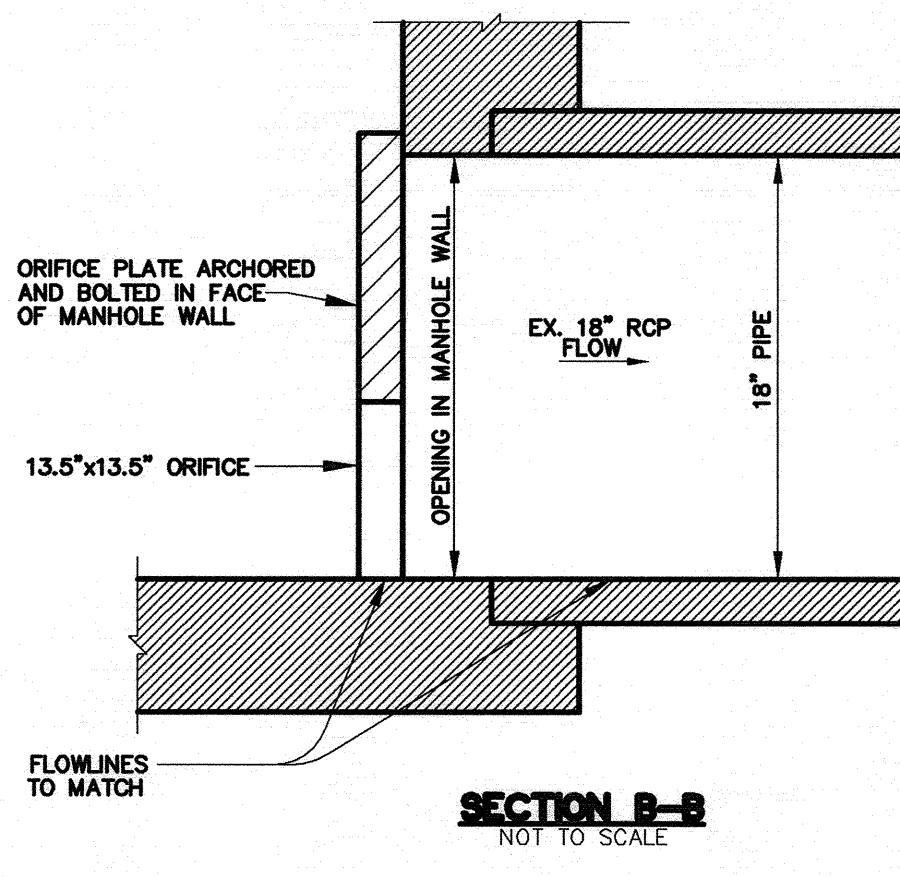 ORIFICE PLATE ARCHORED
AND BOLTED IN FACE
OF MANHOLE WALL
13.5"x13.5" ORIFICE
OPENING IN MANHOLE WALL
EX. 18" RCP
FLOW
18" PIPE
FLOWLINES
TO MATCH
SECTION B-B
NOT TO SCALE